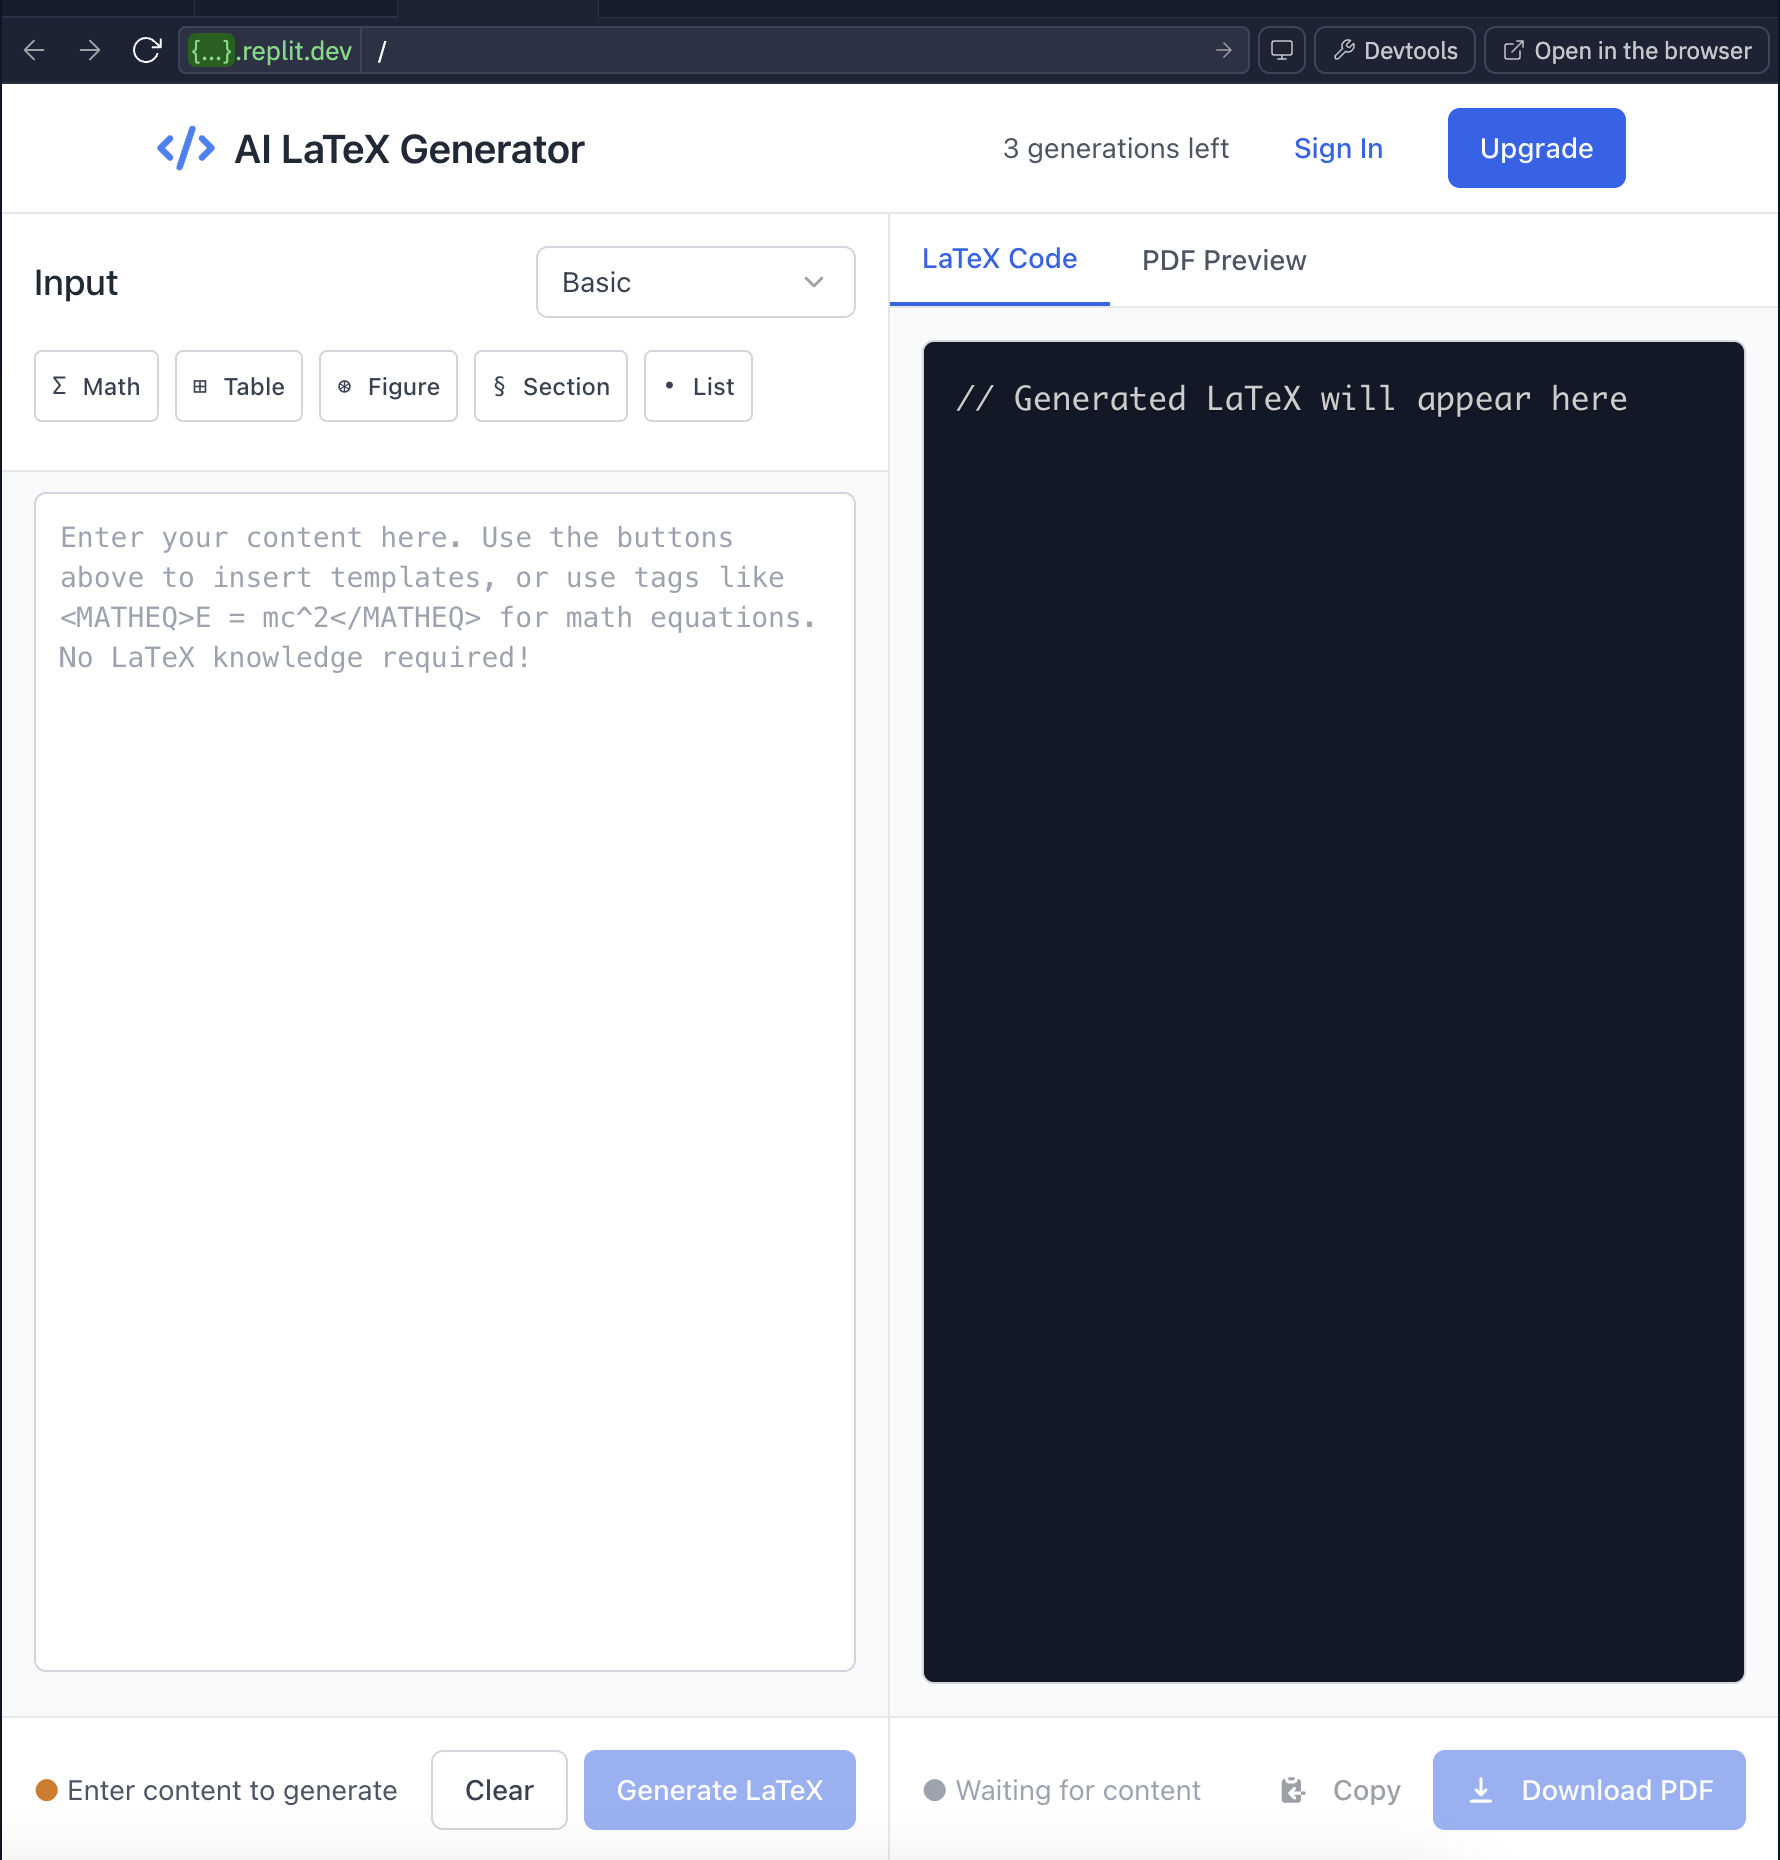 {...}.replit.dev /
Devtools
Open in the browser
</> AI LaTeX Generator
3 generations left
Sign In
Upgrade
Input
Basic
Σ Math
⊞ Table
⊛ Figure
§ Section
• List
Enter your content here. Use the buttons
above to insert templates, or use tags like
<MATHEQ>E = mc^2</MATHEQ> for math equations.
No LaTeX knowledge required!
Enter content to generate
Clear
Generate LaTeX
LaTeX Code
PDF Preview
// Generated LaTeX will appear here
Waiting for content
Copy
Download PDF